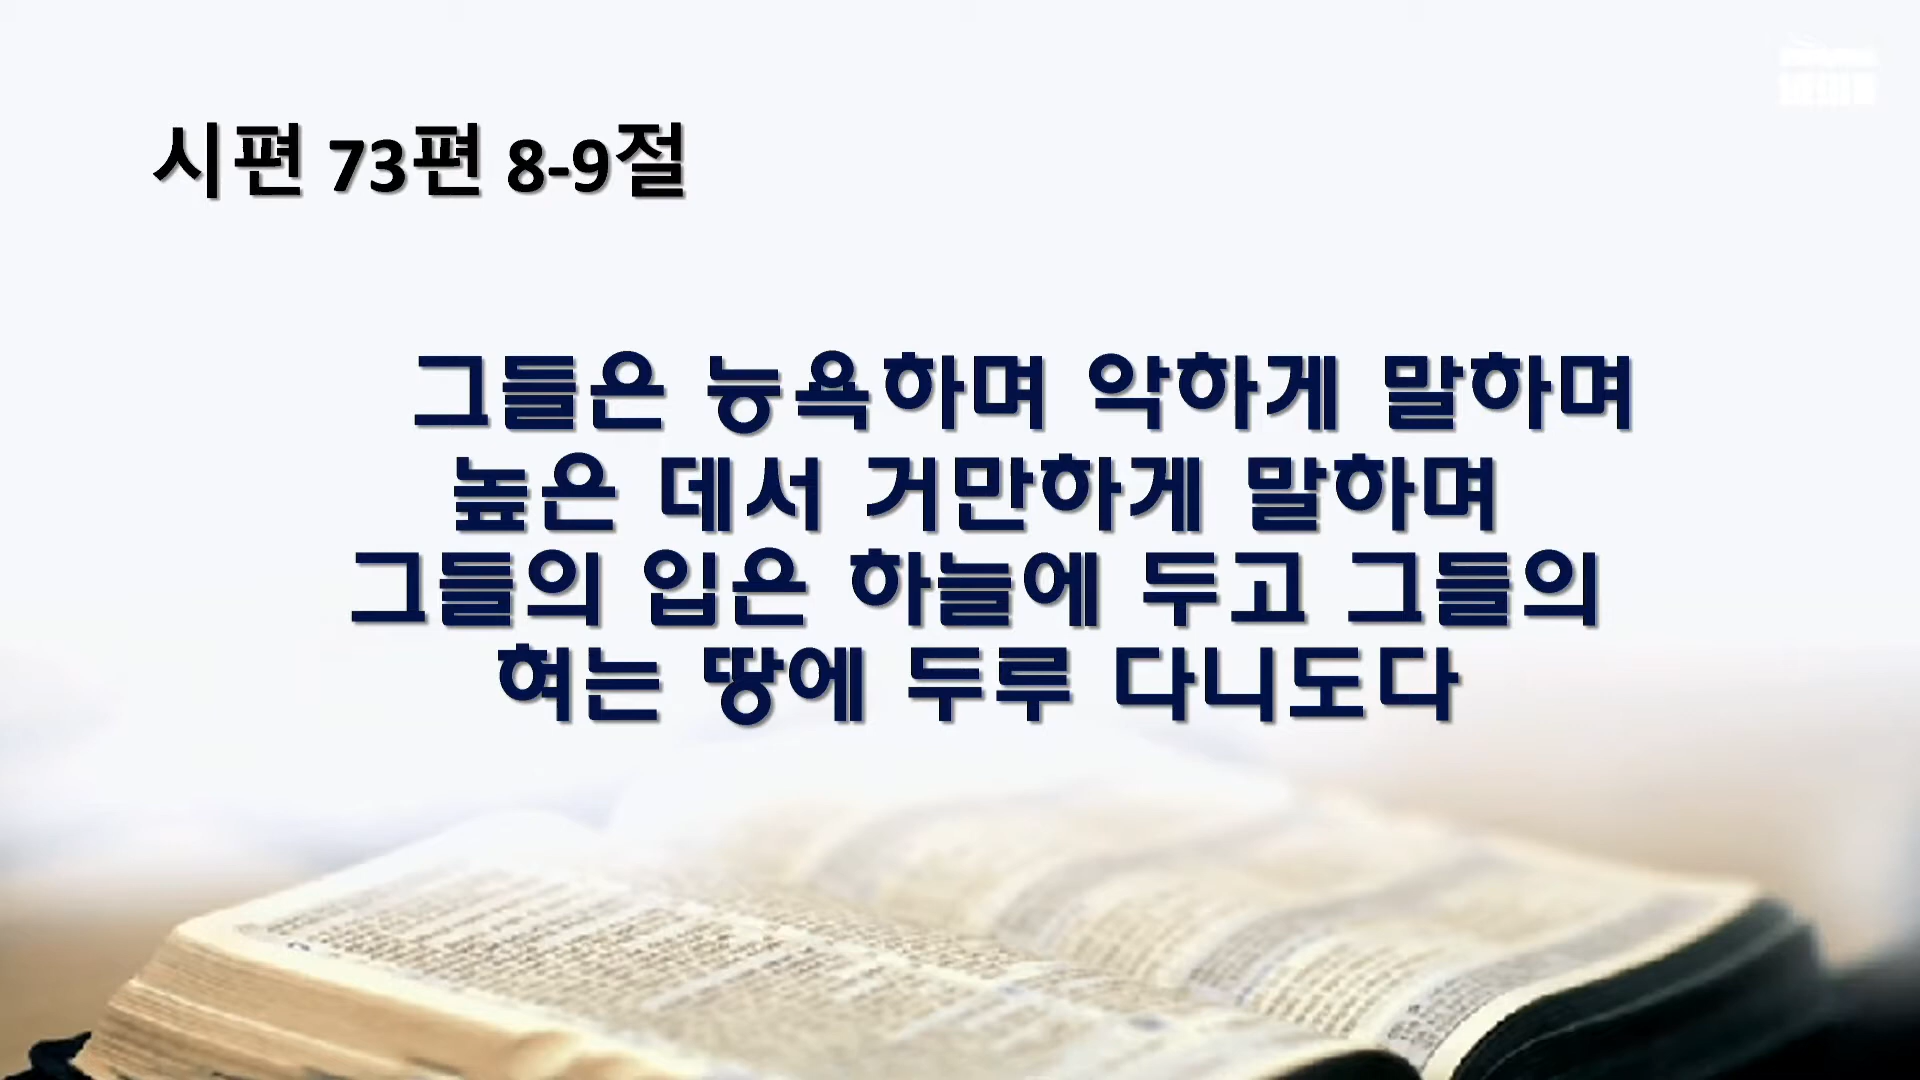 시편 73편 8-9절
그들은 능욕하며 악하게 말하며
높은 데서 거만하게 말하며
그들의 입은 하늘에 두고 그들의
혀는 땅에 두루 다니도다